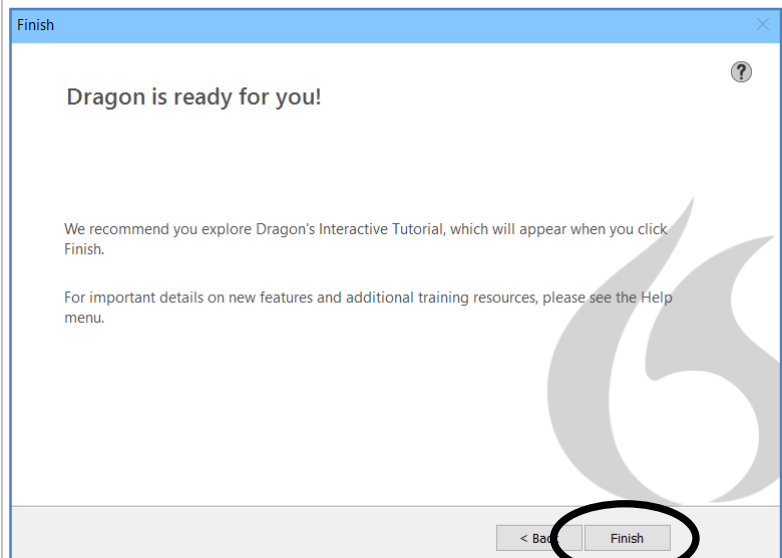 Finish
?
Dragon is ready for you!
We recommend you explore Dragon's Interactive Tutorial, which will appear when you click
Finish.
For important details on new features and additional training resources, please see the Help
menu.
< Back Finish